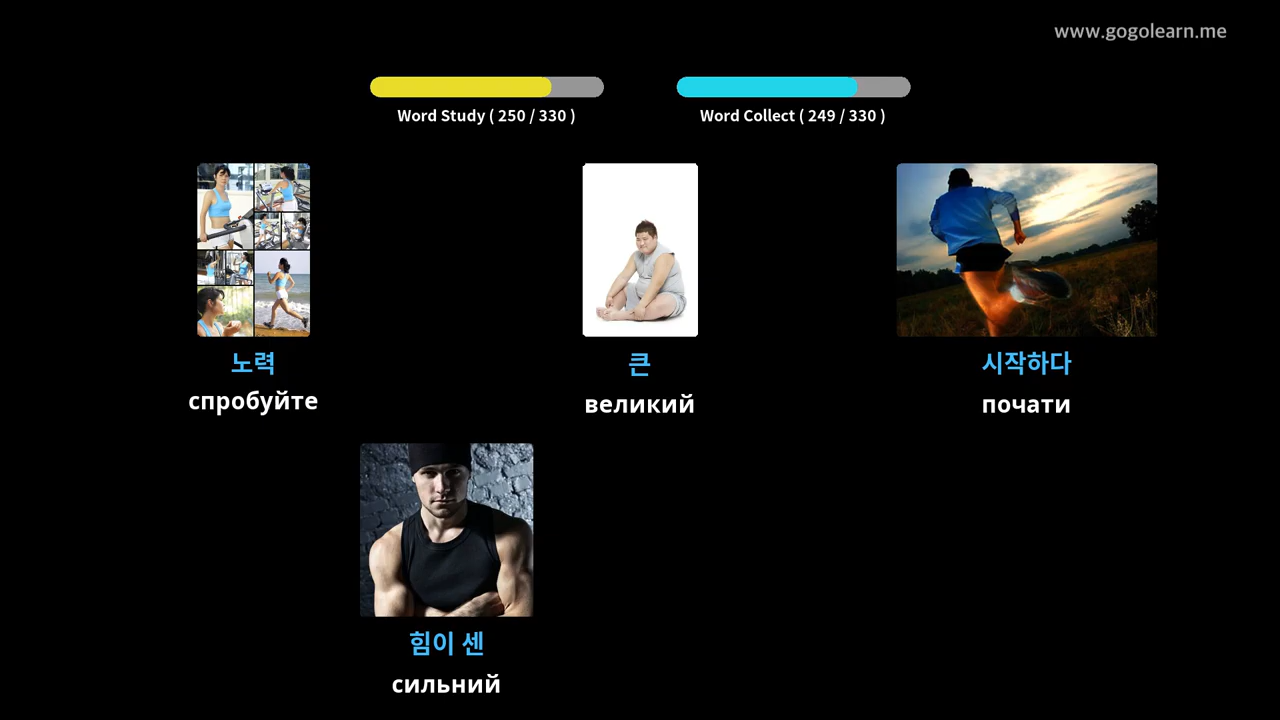 www.gogolearn.me
Word Study ( 250 / 330 )
Word Collect ( 249 / 330 )
노력
спробуйте
큰
великий
시작하다
почати
힘이 센
сильний